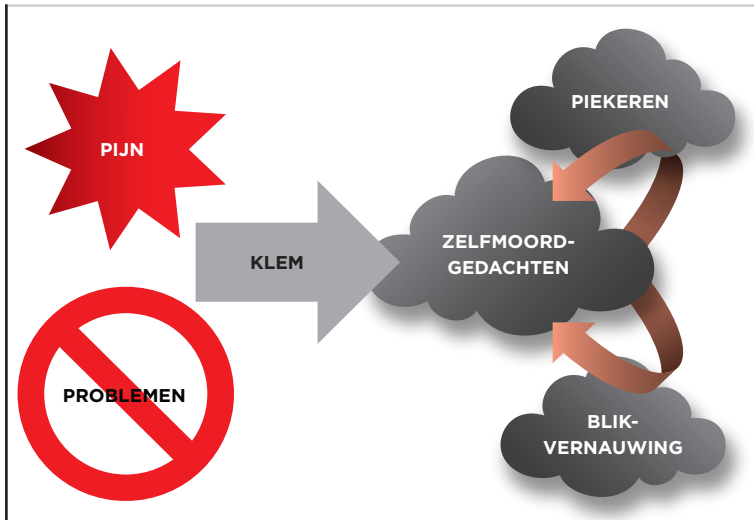 PIJN
PROBLEMEN
KLEM
PIEKEREN
ZELFMOORD-
GEDACHTEN
BLIK-
VERNAUWING